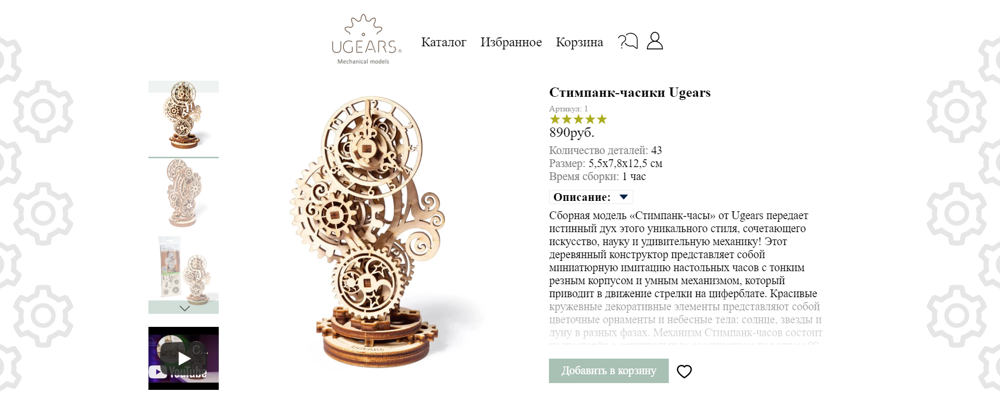 UGEARS®
Mechanical models
Каталог
Избранное
Корзина
Стимпанк-часики Ugears
Артикул: 1
890руб.
Количество деталей: 43
Размер: 5,5x7,8x12,5 см
Время сборки: 1 час
Описание:
Сборная модель «Стимпанк-часы» от Ugears передает
истинный дух этого уникального стиля, сочетающего
искусство, науку и удивительную механику! Этот
деревянный конструктор представляет собой
миниатюрную имитацию настольных часов с тонким
резным корпусом и умным механизмом, который
приводит в движение стрелки на циферблате. Красивые
кружевные декоративные элементы представляют собой
цветочные орнаменты и небесные тела: солнце, звезды и
луну в разных фазах. Механизм Стимпанк-часов состоит
UGEARS
С...
YouTube
Добавить в корзину